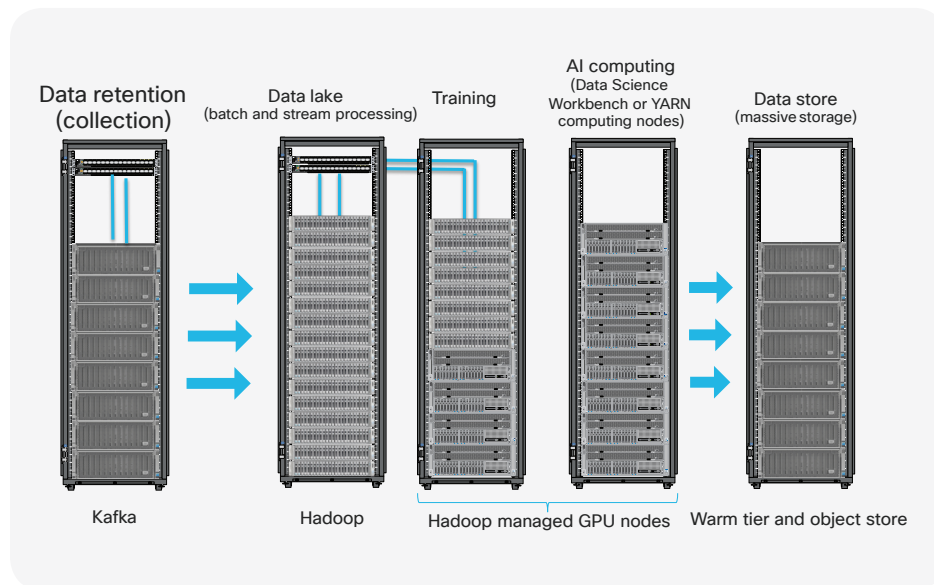 Data retention
(collection)
Data lake
(batch and stream processing)
Training
AI computing
(Data Science
Workbench or YARN
computing nodes)
Data store
(massive storage)
Kafka
Hadoop
Hadoop managed GPU nodes
Warm tier and object store